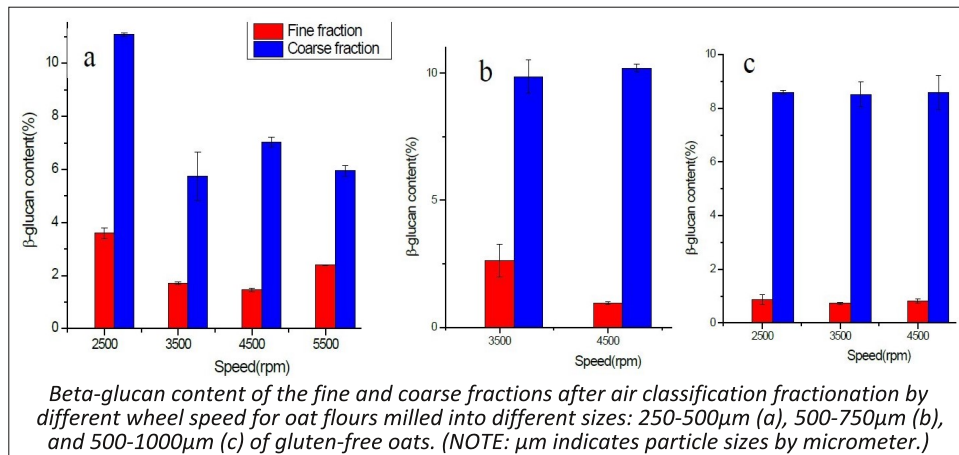 Fine fraction
Coarse fraction
a
β-glucan content(%)
10
8
6
4
2
0
2500 3500 4500 5500
Speed(rpm)
b
β-glucan content(%)
10
5
0
3500 4500
Speed(rpm)
c
β-glucan content(%)
10
8
6
4
2
0
2500 3500 4500
Speed(rpm)
Beta-glucan content of the fine and coarse fractions after air classification fractionation by
different wheel speed for oat flours milled into different sizes: 250-500µm (a), 500-750µm (b),
and 500-1000µm (c) of gluten-free oats. (NOTE: µm indicates particle sizes by micrometer.)